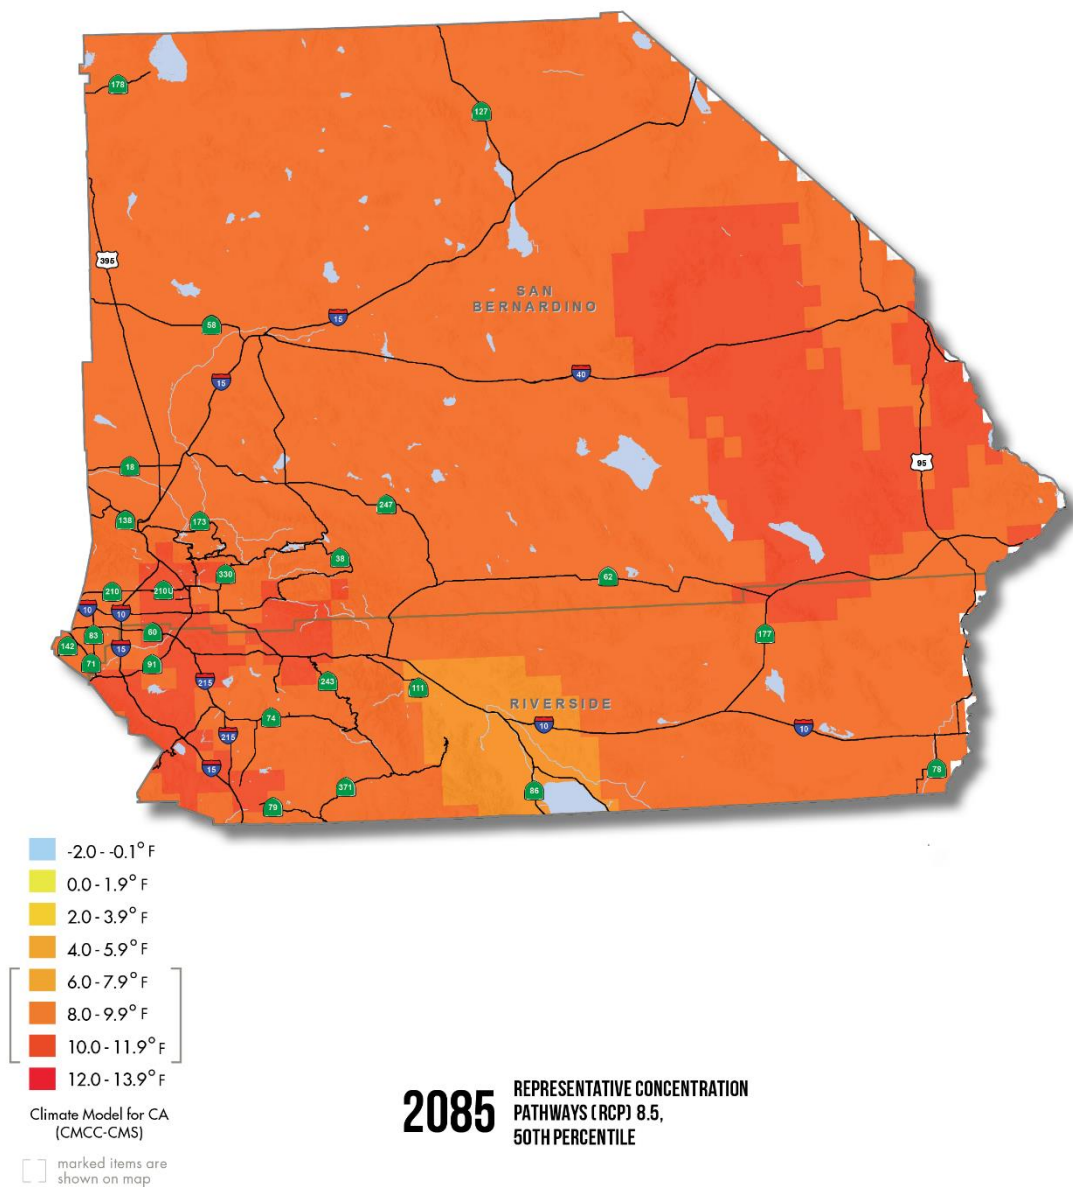 178
127
395
SAN
BERNARDINO
15
58
40
15
18
95
247
138
173
38
330
62
210
210U
10
10
83
60
177
142
15
71
91
215
243
111
RIVERSIDE
74
10
10
215
15
78
371
86
79
-2.0 - -0.1° F
0.0 - 1.9° F
2.0 - 3.9° F
4.0 - 5.9° F
6.0 - 7.9° F
8.0 - 9.9° F
10.0 - 11.9° F
12.0 - 13.9° F
Climate Model for CA
(CMCC-CMS)
marked items are
shown on map
2085
REPRESENTATIVE CONCENTRATION
PATHWAYS (RCP) 8.5,
50TH PERCENTILE